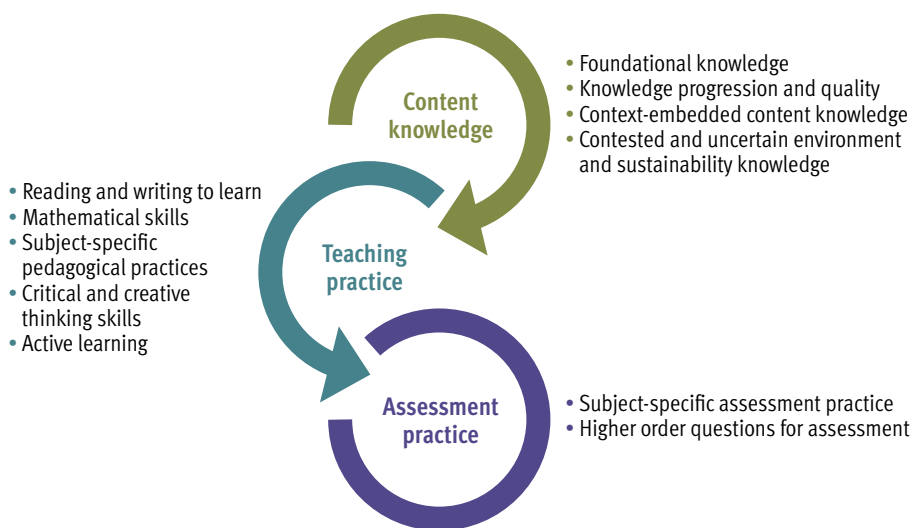 Content
knowledge
• Foundational knowledge
• Knowledge progression and quality
• Context-embedded content knowledge
• Contested and uncertain environment
and sustainability knowledge
• Reading and writing to learn
• Mathematical skills
• Subject-specific
pedagogical practices
• Critical and creative
thinking skills
• Active learning
Teaching
practice
Assessment
practice
• Subject-specific assessment practice
• Higher order questions for assessment